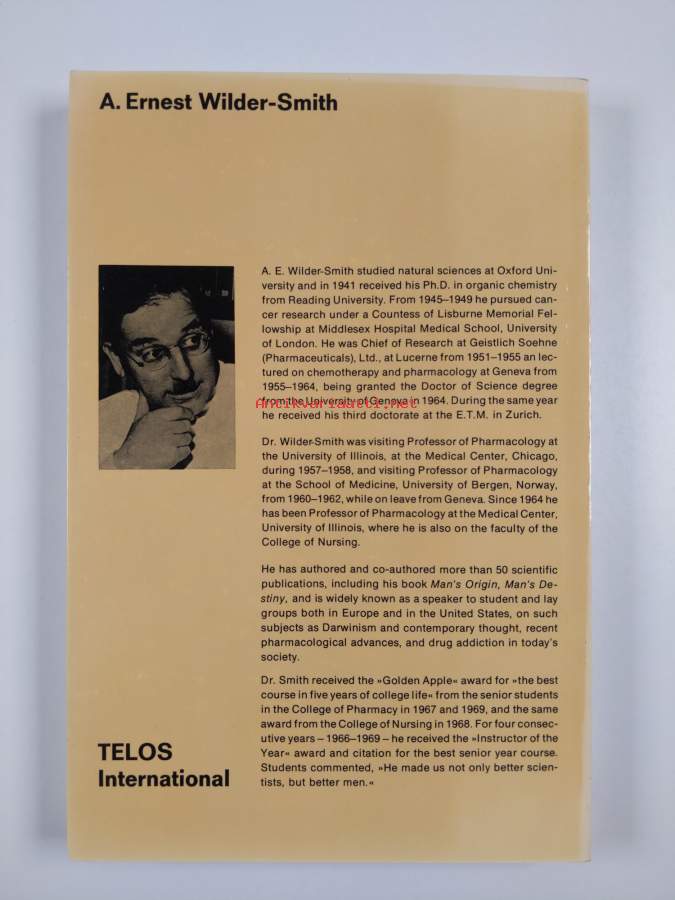 A. Ernest Wilder-Smith
A. E. Wilder-Smith studied natural sciences at Oxford Uni-
versity and in 1941 received his Ph.D. in organic chemistry
from Reading University. From 1945–1949 he pursued can-
cer research under a Countess of Lisburne Memorial Fel-
lowship at Middlesex Hospital Medical School, University
of London. He was Chief of Research at Geistlich Soehne
(Pharmaceuticals), Ltd., at Lucerne from 1951–1955 an lec-
tured on chemotherapy and pharmacology at Geneva from
1955–1964, being granted the Doctor of Science degree
from the University of Geneva in 1964. During the same year
Antikvariaatti.net
he received his third doctorate at the E.T.M. in Zurich.
Dr. Wilder-Smith was visiting Professor of Pharmacology at
the University of Illinois, at the Medical Center, Chicago,
during 1957–1958, and visiting Professor of Pharmacology
at the School of Medicine, University of Bergen, Norway,
from 1960–1962, while on leave from Geneva. Since 1964 he
has been Professor of Pharmacology at the Medical Center,
University of Illinois, where he is also on the faculty of the
College of Nursing.
He has authored and co-authored more than 50 scientific
publications, including his book Man's Origin, Man's De-
stiny, and is widely known as a speaker to student and lay
groups both in Europe and in the United States, on such
subjects as Darwinism and contemporary thought, recent
pharmacological advances, and drug addiction in today's
society.
Dr. Smith received the »Golden Apple« award for »the best
course in five years of college life« from the senior students
in the College of Pharmacy in 1967 and 1969, and the same
award from the College of Nursing in 1968. For four consec-
utive years – 1966–1969 – he received the »Instructor of the
Year« award and citation for the best senior year course.
Students commented, »He made us not only better scien-
tists, but better men.«
TELOS
International